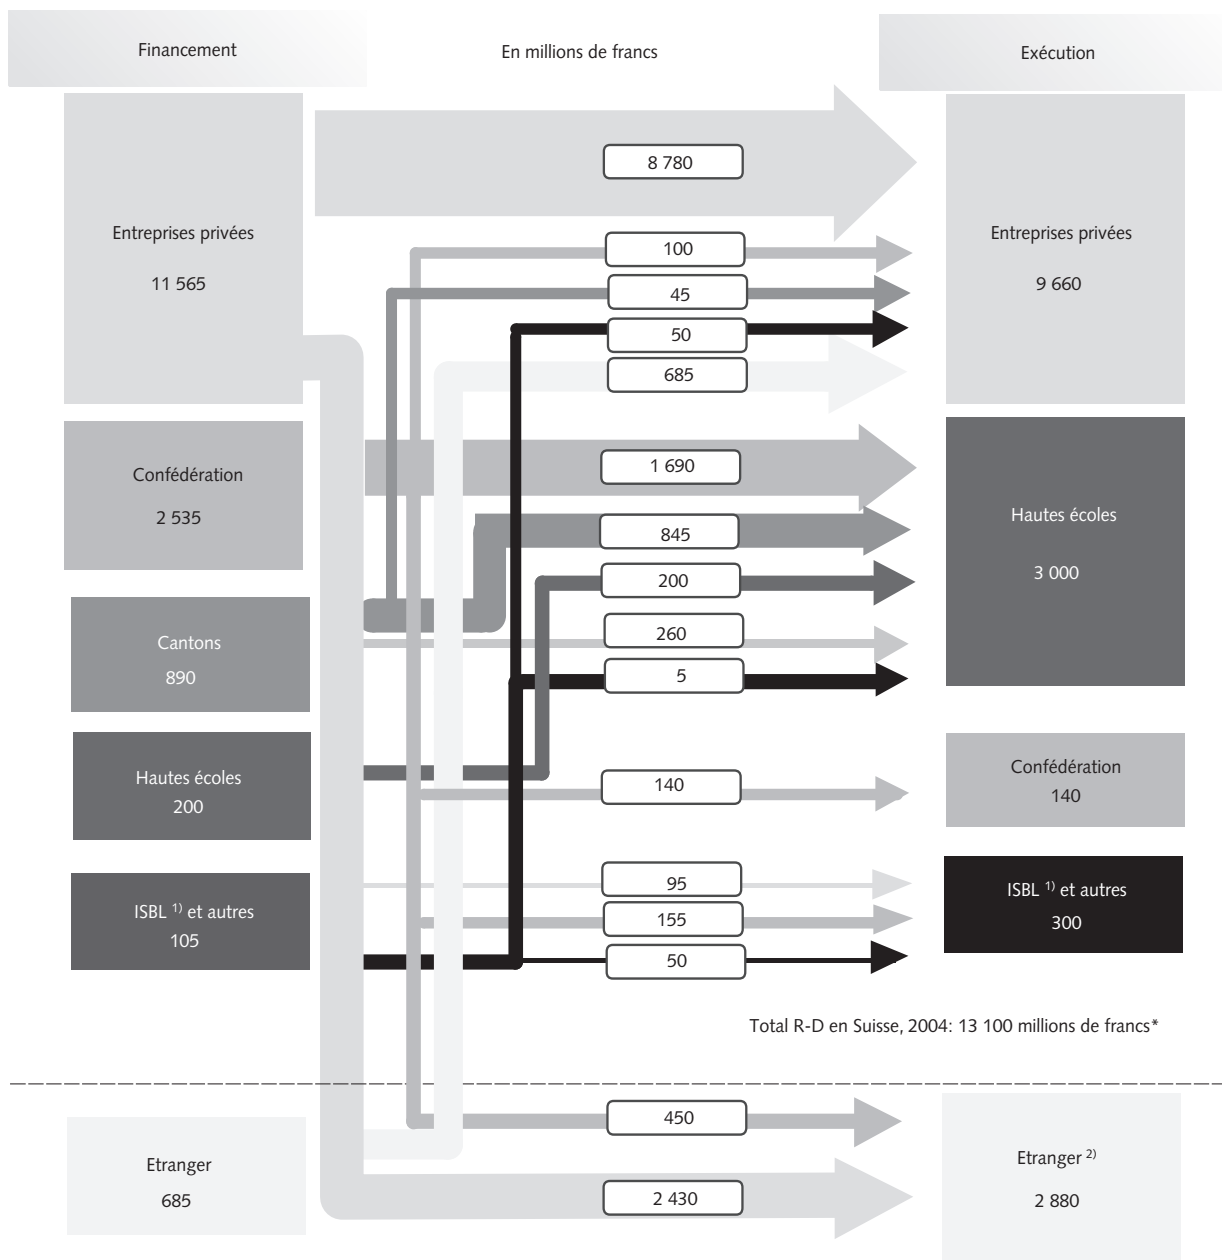 Financement
En millions de francs
Exécution
Entreprises privées
11 565
8 780
100
45
50
685
Entreprises privées
9 660
Confédération
2 535
1 690
845
200
260
5
Hautes écoles
3 000
Cantons
890
Hautes écoles
200
140
Confédération
140
ISBL 1) et autres
105
95
155
50
ISBL 1) et autres
300
Total R-D en Suisse, 2004: 13 100 millions de francs*
Etranger
685
450
2 430
Etranger 2)
2 880